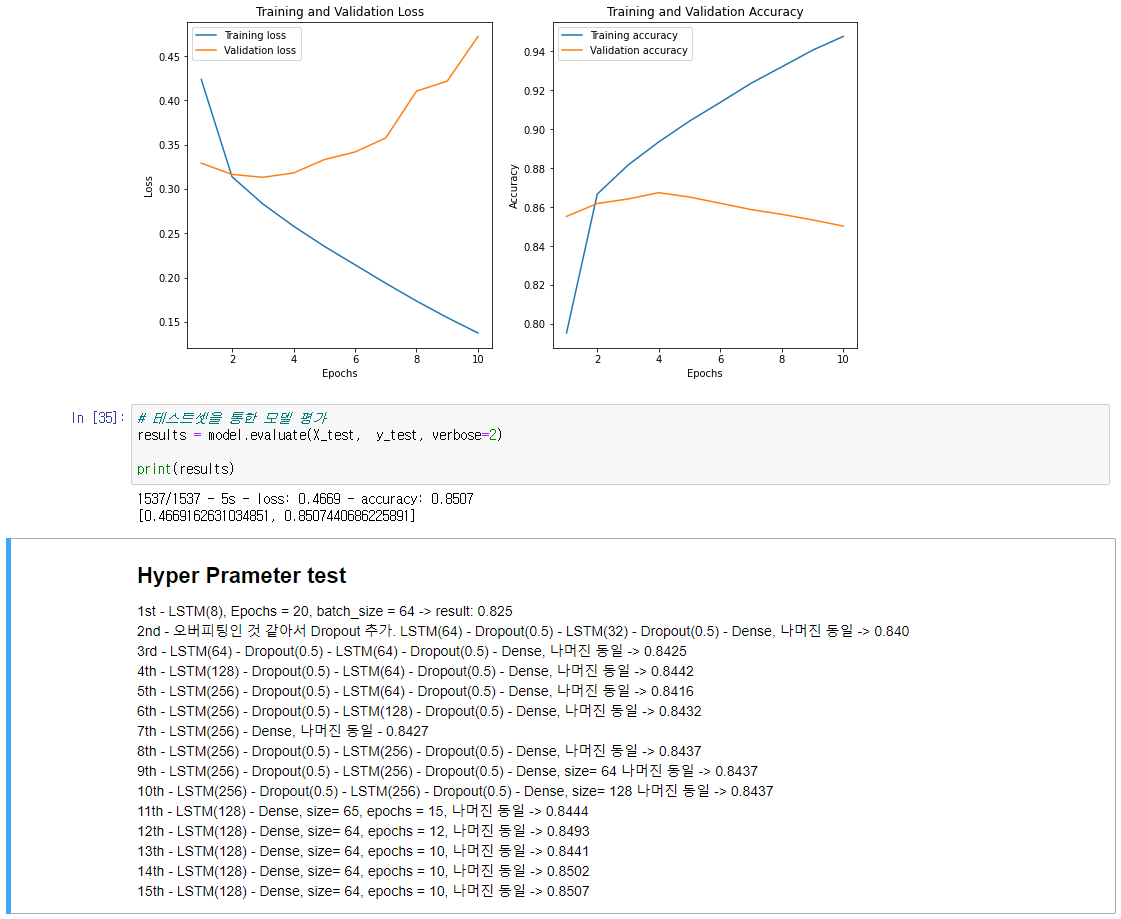 Training and Validation Loss
Training loss
Validation loss
0.45
0.40
0.35
0.30
0.25
0.20
0.15
Loss
2 4 6 8 10
Epochs
Training and Validation Accuracy
Training accuracy
Validation accuracy
0.94
0.92
0.90
0.88
0.86
0.84
0.82
0.80
Accuracy
2 4 6 8 10
Epochs
In [35]: # 테스트셋을 통한 모델 평가
results = model.evaluate(X_test,  y_test, verbose=2)
print(results)
1537/1537 - 5s - loss: 0.4669 - accuracy: 0.8507
[0.4669162631034851, 0.8507440686225891]
Hyper Prameter test
1st - LSTM(8), Epochs = 20, batch_size = 64 -> result: 0.825
2nd - 오버피팅인 것 같아서 Dropout 추가. LSTM(64) - Dropout(0.5) - LSTM(32) - Dropout(0.5) - Dense, 나머진 동일 -> 0.840
3rd - LSTM(64) - Dropout(0.5) - LSTM(64) - Dropout(0.5) - Dense, 나머진 동일 -> 0.8425
4th - LSTM(128) - Dropout(0.5) - LSTM(64) - Dropout(0.5) - Dense, 나머진 동일 -> 0.8442
5th - LSTM(256) - Dropout(0.5) - LSTM(64) - Dropout(0.5) - Dense, 나머진 동일 -> 0.8416
6th - LSTM(256) - Dropout(0.5) - LSTM(128) - Dropout(0.5) - Dense, 나머진 동일 -> 0.8432
7th - LSTM(256) - Dense, 나머진 동일 - 0.8427
8th - LSTM(256) - Dropout(0.5) - LSTM(256) - Dropout(0.5) - Dense, 나머진 동일 -> 0.8437
9th - LSTM(256) - Dropout(0.5) - LSTM(256) - Dropout(0.5) - Dense, size= 64 나머진 동일 -> 0.8437
10th - LSTM(256) - Dropout(0.5) - LSTM(256) - Dropout(0.5) - Dense, size= 128 나머진 동일 -> 0.8437
11th - LSTM(128) - Dense, size= 65, epochs = 15, 나머진 동일 -> 0.8444
12th - LSTM(128) - Dense, size= 64, epochs = 12, 나머진 동일 -> 0.8493
13th - LSTM(128) - Dense, size= 64, epochs = 10, 나머진 동일 -> 0.8441
14th - LSTM(128) - Dense, size= 64, epochs = 10, 나머진 동일 -> 0.8502
15th - LSTM(128) - Dense, size= 64, epochs = 10, 나머진 동일 -> 0.8507